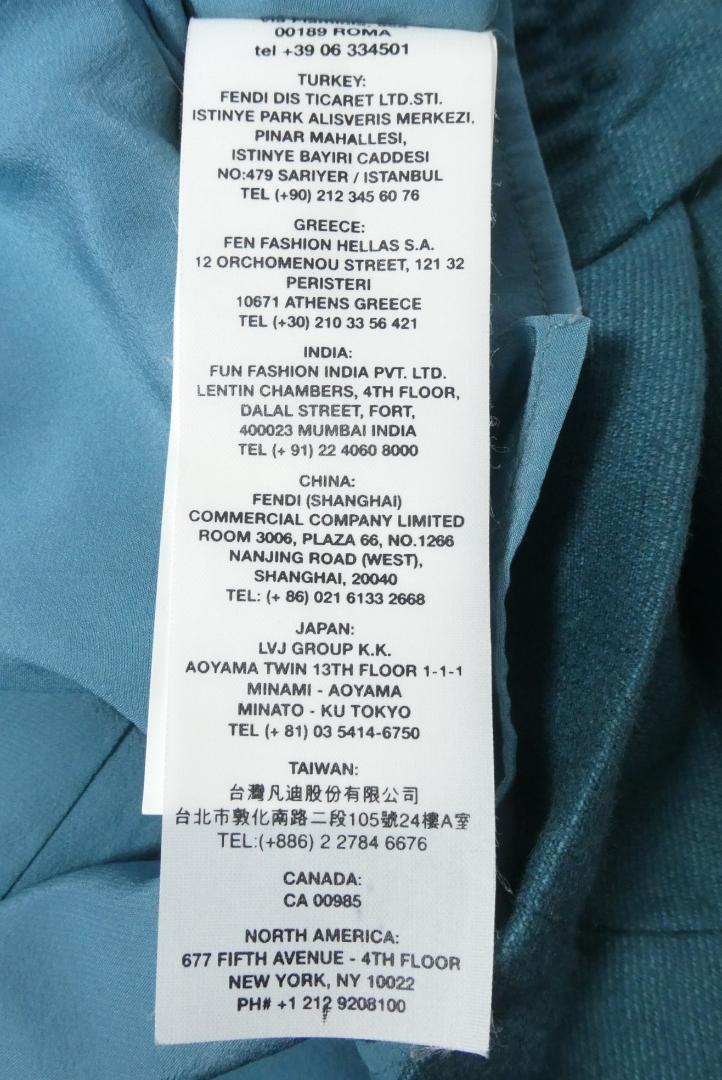 00189 ROMA
tel +39 06 334501
TURKEY:
FENDI DIS TICARET LTD.STI.
ISTINYE PARK ALISVERIS MERKEZI.
PINAR MAHALLESI,
ISTINYE BAYIRI CADDESI
NO:479 SARIYER / ISTANBUL
TEL (+90) 212 345 60 76
GREECE:
FEN FASHION HELLAS S.A.
12 ORCHOMENOU STREET, 121 32
PERISTERI
10671 ATHENS GREECE
TEL (+30) 210 33 56 421
INDIA:
FUN FASHION INDIA PVT. LTD.
LENTIN CHAMBERS, 4TH FLOOR,
DALAL STREET, FORT,
400023 MUMBAI INDIA
TEL (+ 91) 22 4060 8000
CHINA:
FENDI (SHANGHAI)
COMMERCIAL COMPANY LIMITED
ROOM 3006, PLAZA 66, NO.1266
NANJING ROAD (WEST),
SHANGHAI, 20040
TEL: (+ 86) 021 6133 2668
JAPAN:
LVJ GROUP K.K.
AOYAMA TWIN 13TH FLOOR 1-1-1
MINAMI - AOYAMA
MINATO - KU TOKYO
TEL (+ 81) 03 5414-6750
TAIWAN:
台灣凡迪股份有限公司
台北市敦化南路二段105號24樓A室
TEL:(+886) 2 2784 6676
CANADA:
CA 00985
NORTH AMERICA:
677 FIFTH AVENUE - 4TH FLOOR
NEW YORK, NY 10022
PH# +1 212 9208100